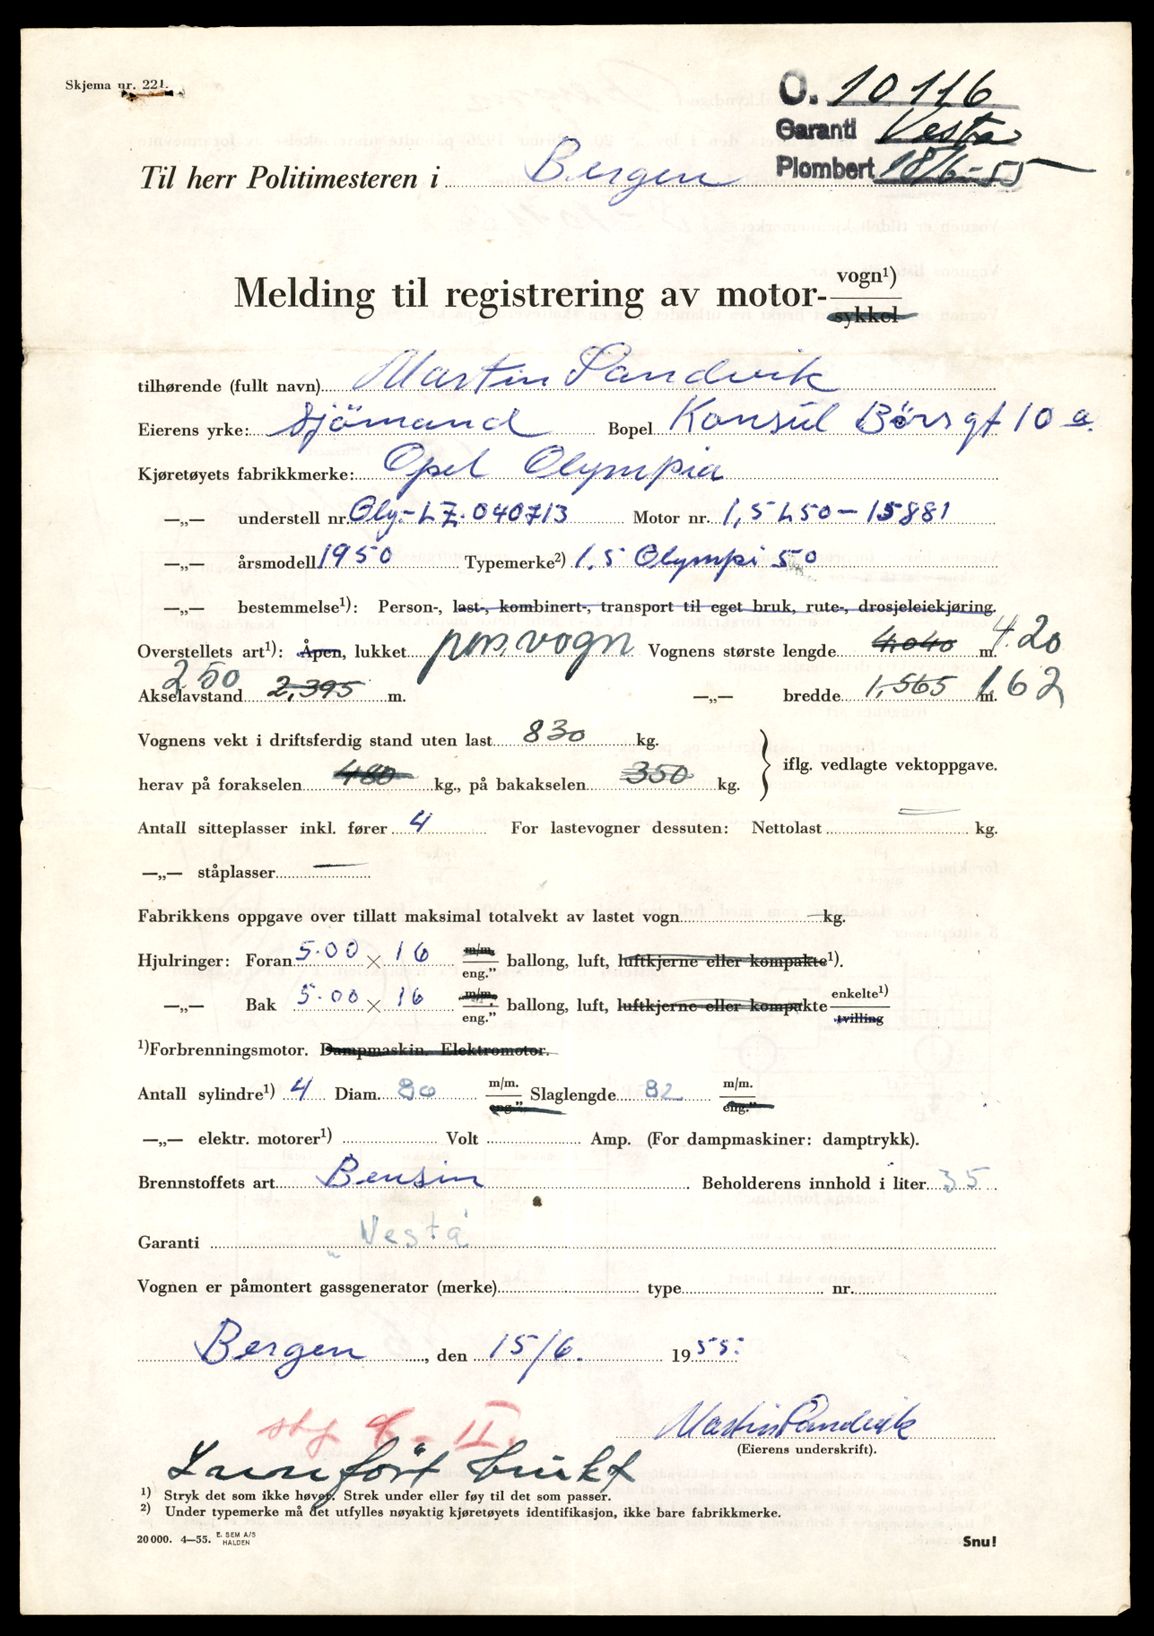 Skjema nr. 221.
O. 10116
Garanti Vesta
Plombert 18/6-55
Til herr Politimesteren i Bergen
Melding til registrering av motor- vogn¹)
sykkel
tilhørende (fullt navn) Martin Sandvik
Eierens yrke: Sjömand Bopel Konsul Börs gt 10 a.
Kjøretøyets fabrikkmerke: Opel Olympia
—„— understell nr. Oly.-LZ.040713 Motor nr. 1,5 L50-15881
—„— årsmodell 1950 Typemerke²) 1.5 Olympi 50
—„— bestemmelse¹): Person-, last-, kombinert-, transport til eget bruk, rute-, drosjeleiekjøring.
Overstellets art¹): Åpen, lukket pers.vogn Vognens største lengde 4.040 m. 4.20
Akselavstand 2,395 m. 250 —„— bredde 1,565 m. 162
Vognens vekt i driftsferdig stand uten last 830 kg.
herav på forakselen 480 kg., på bakakselen 350 kg. } iflg. vedlagte vektoppgave.
Antall sitteplasser inkl. fører 4 For lastevogner dessuten: Nettolast — kg.
—„— ståplasser —
Fabrikkens oppgave over tillatt maksimal totalvekt av lastet vogn — kg.
Hjulringer: Foran 5.00 × 16 m/m. eng.” ballong, luft, luftkjerne eller kompakte¹).
—„— Bak 5.00 × 16 m/m. eng.” ballong, luft, luftkjerne eller kompakte enkelte¹) tvilling
¹)Forbrenningsmotor. Dampmaskin. Elektromotor.
Antall sylindre¹) 4 Diam. 80 m/m. eng.” Slaglengde 82 m/m. eng.”
—„— elektr. motorer¹) Volt Amp. (For dampmaskiner: damptrykk).
Brennstoffets art Bensin Beholderens innhold i liter 35
Garanti „Vesta"
Vognen er påmontert gassgenerator (merke) type nr.
Bergen, den 15/6. 1955.
Martin Sandvik
(Eierens underskrift).
¹) Stryk det som ikke høver. Strek under eller føy til det som passer.
²) Under typemerke må det utfylles nøyaktig kjøretøyets identifikasjon, ikke bare fabrikkmerke.
20 000. 4—55. E. SEM A/S HALDEN
Snu!